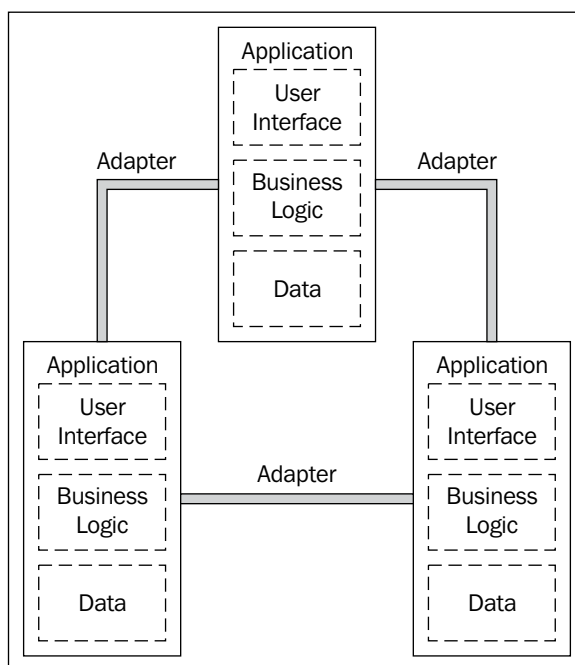 Application
User
Interface
Adapter
Adapter
Business
Logic
Data
Application
User
Interface
Business
Logic
Data
Adapter
Application
User
Interface
Business
Logic
Data